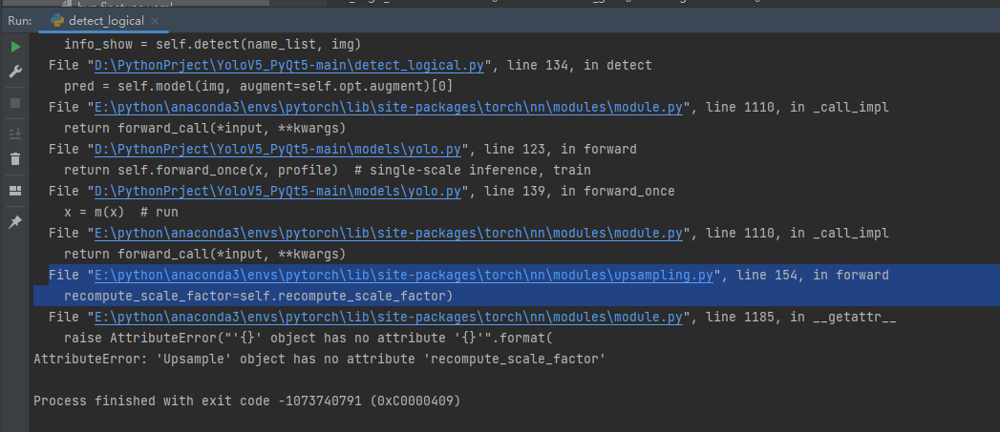 Run: detect_logical ×
info_show = self.detect(name_list, img)
File "D:\PythonPrject\YoloV5_PyQt5-main\detect_logical.py", line 134, in detect
pred = self.model(img, augment=self.opt.augment)[0]
File "E:\python\anaconda3\envs\pytorch\lib\site-packages\torch\nn\modules\module.py", line 1110, in _call_impl
return forward_call(*input, **kwargs)
File "D:\PythonPrject\YoloV5_PyQt5-main\models\yolo.py", line 123, in forward
return self.forward_once(x, profile)  # single-scale inference, train
File "D:\PythonPrject\YoloV5_PyQt5-main\models\yolo.py", line 139, in forward_once
x = m(x)  # run
File "E:\python\anaconda3\envs\pytorch\lib\site-packages\torch\nn\modules\module.py", line 1110, in _call_impl
return forward_call(*input, **kwargs)
File "E:\python\anaconda3\envs\pytorch\lib\site-packages\torch\nn\modules\upsampling.py", line 154, in forward
recompute_scale_factor=self.recompute_scale_factor)
File "E:\python\anaconda3\envs\pytorch\lib\site-packages\torch\nn\modules\module.py", line 1185, in __getattr__
raise AttributeError("'{}' object has no attribute '{}'".format(
AttributeError: 'Upsample' object has no attribute 'recompute_scale_factor'
Process finished with exit code -1073740791 (0xC0000409)